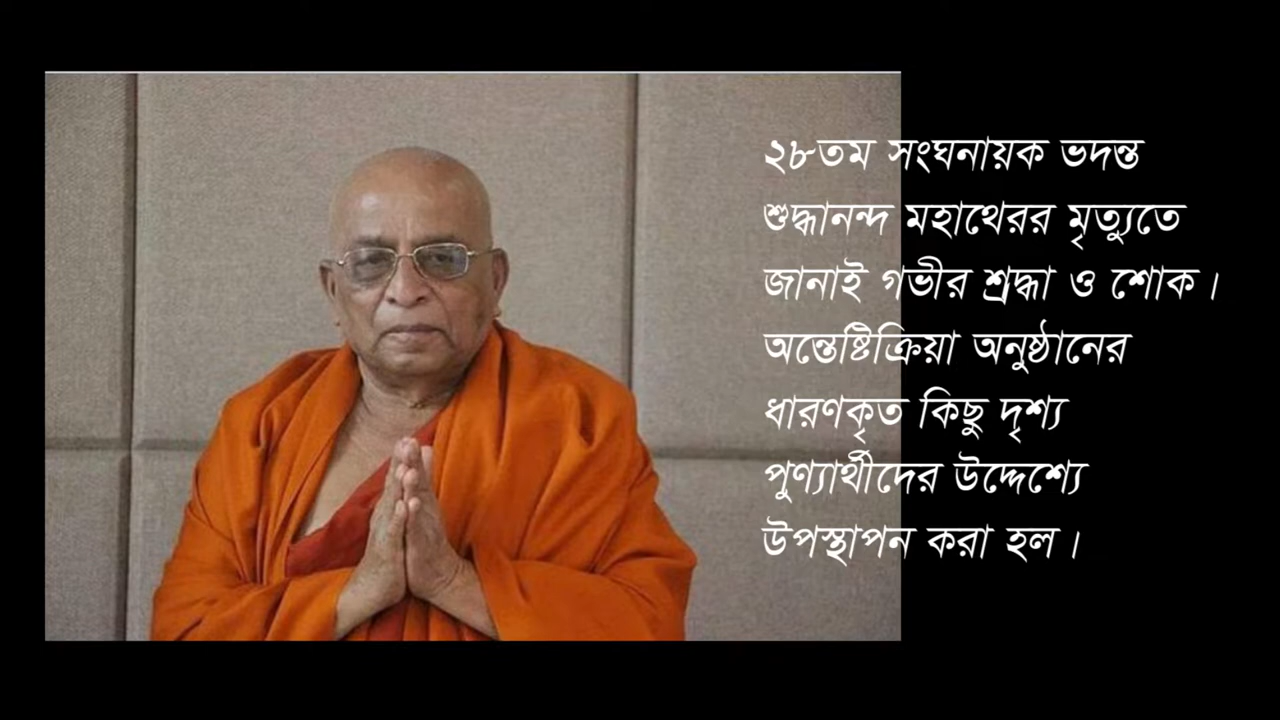 ২৮তম সংঘনায়ক ভদন্ত
শুদ্ধানন্দ মহাথেরর মৃত্যুতে
জানাই গভীর শ্রদ্ধা ও শোক।
অন্তেষ্টিক্রিয়া অনুষ্ঠানের
ধারণকৃত কিছু দৃশ্য
পুণ্যার্থীদের উদ্দেশ্যে
উপস্থাপন করা হল।